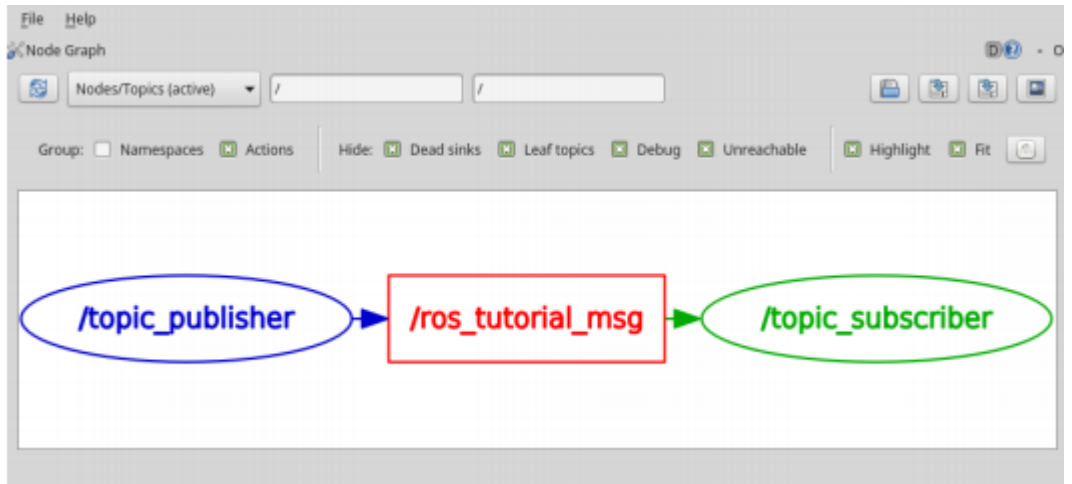 File Help
Node Graph D - O
Nodes/Topics (active) / /
Group: Namespaces Actions Hide: Dead sinks Leaf topics Debug Unreachable Highlight Fit
/topic_publisher /ros_tutorial_msg /topic_subscriber